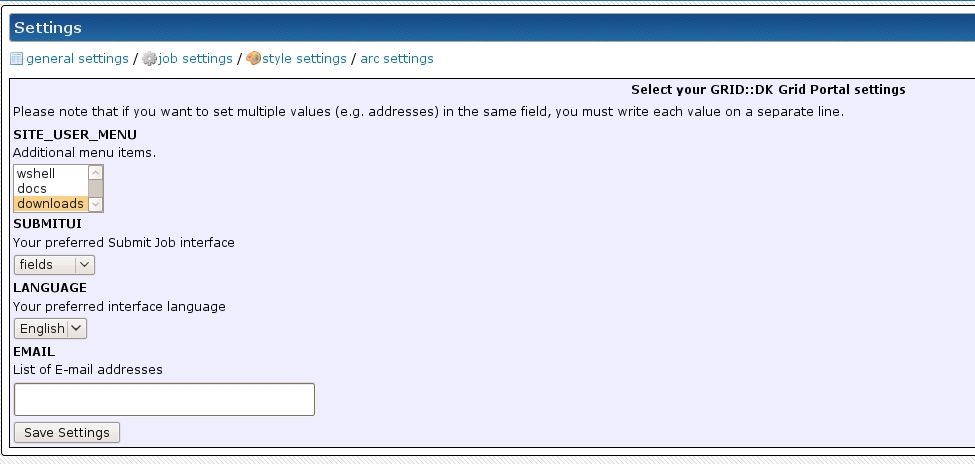 Settings
general settings / job settings / style settings / arc settings
Select your GRID::DK Grid Portal settings
Please note that if you want to set multiple values (e.g. addresses) in the same field, you must write each value on a separate line.
SITE_USER_MENU
Additional menu items.
wshell
docs
downloads
SUBMITUI
Your preferred Submit Job interface
fields
LANGUAGE
Your preferred interface language
English
EMAIL
List of E-mail addresses
Save Settings